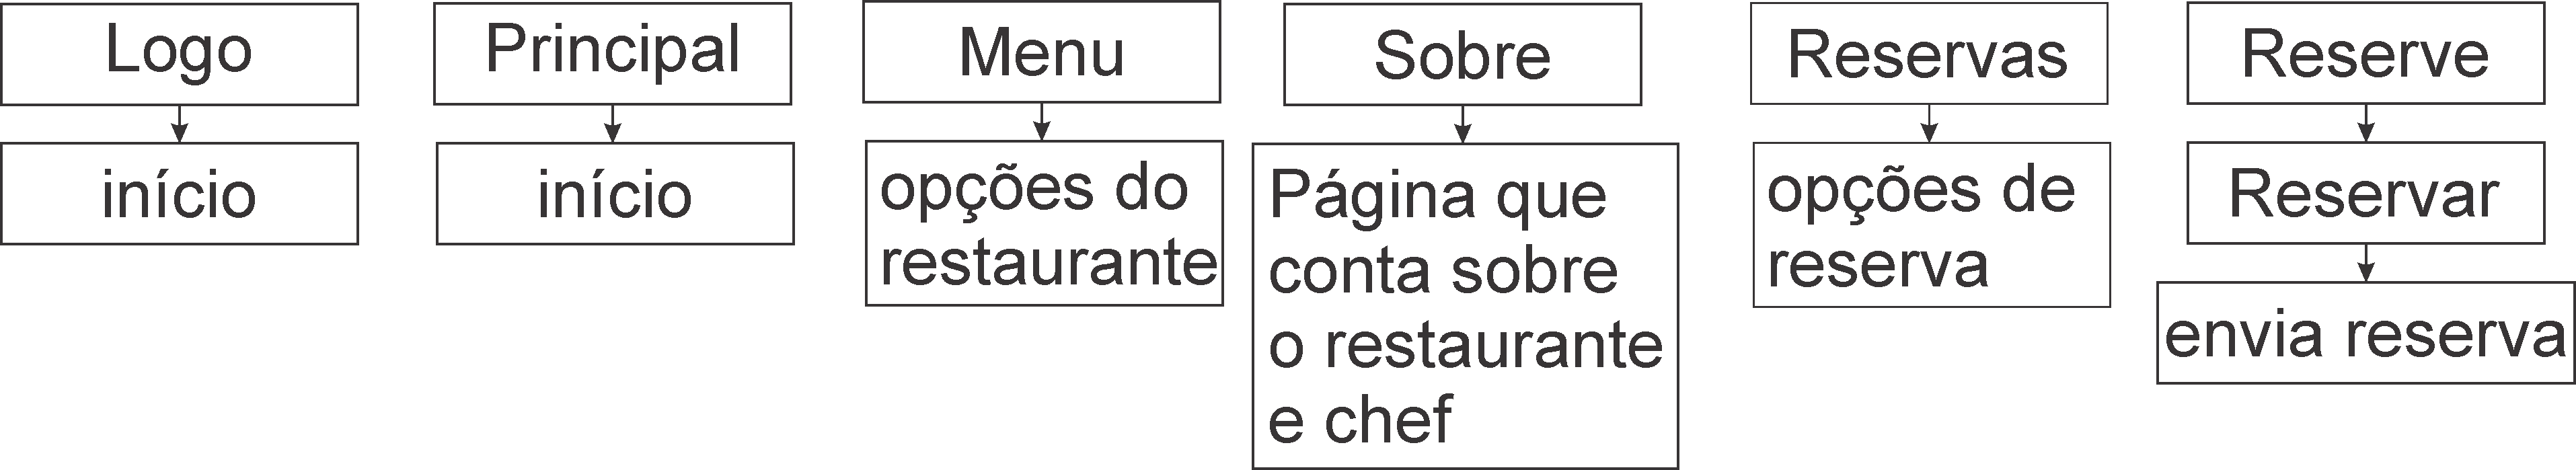 Logo
início
Principal
início
Menu
opções do
restaurante
Sobre
Página que
conta sobre
o restaurante
e chef
Reservas
opções de
reserva
Reserve
Reservar
envia reserva